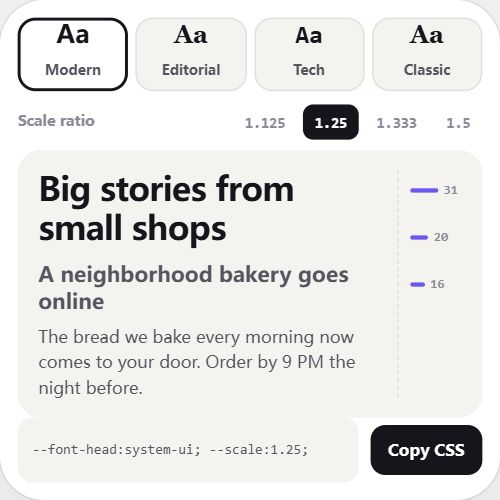 Aa Aa Aa Aa
Modern Editorial Tech Classic
Scale ratio 1.125 1.25 1.333 1.5
Big stories from
small shops
A neighborhood bakery goes
online
The bread we bake every morning now
comes to your door. Order by 9 PM the
night before.
31
20
16
--font-head:system-ui; --scale:1.25;
Copy CSS